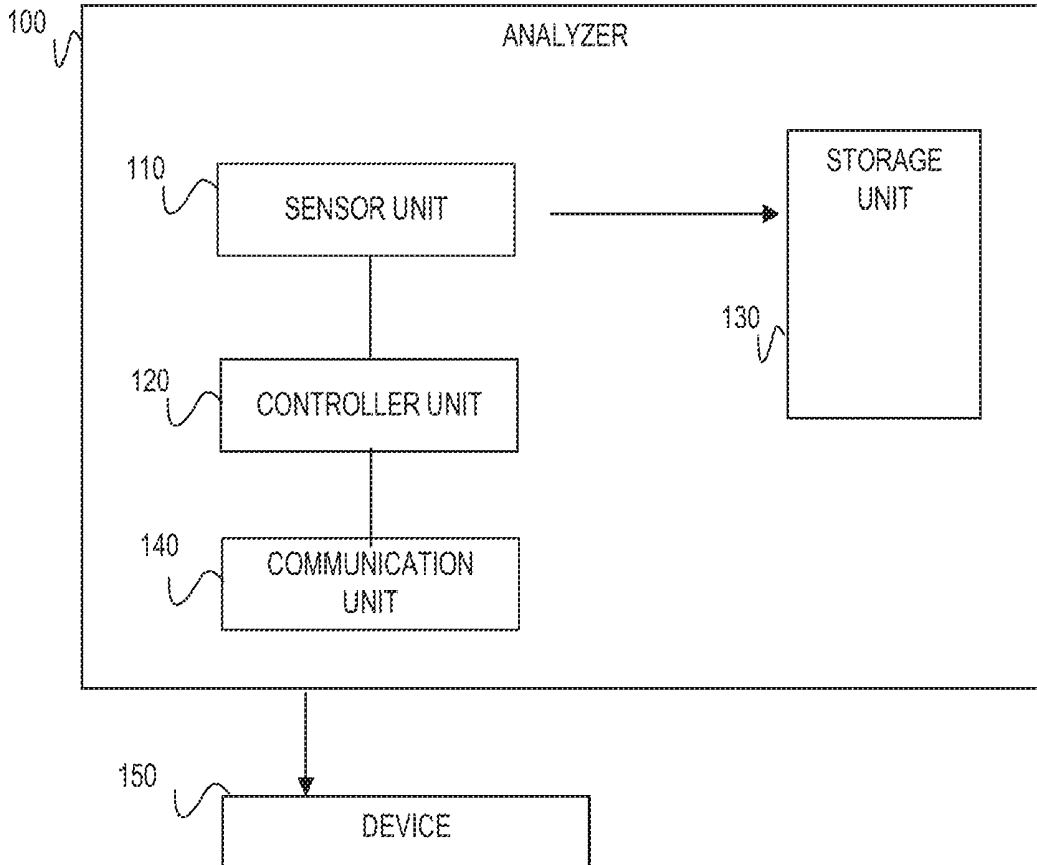 100
ANALYZER
110
SENSOR UNIT
STORAGE
UNIT
130
120
CONTROLLER UNIT
140
COMMUNICATION
UNIT
150
DEVICE